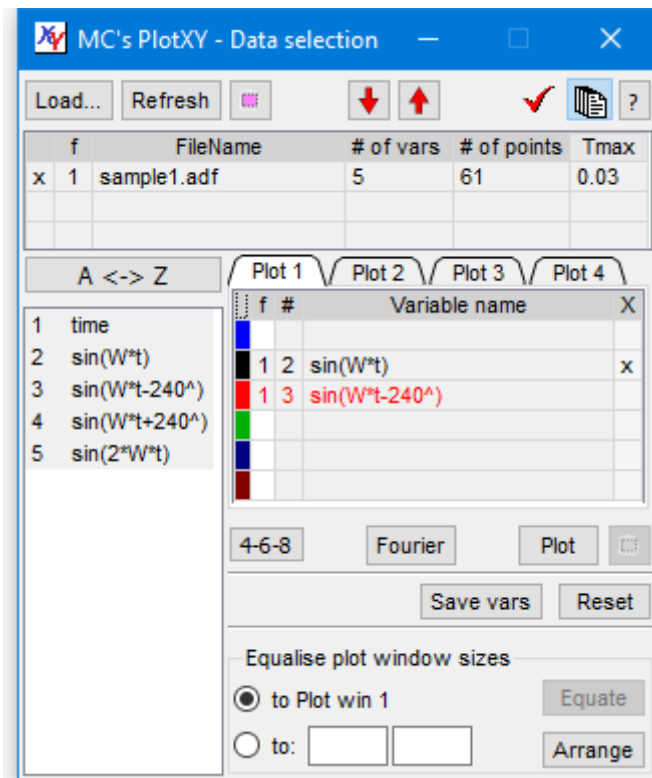 MC's PlotXY - Data selection
Load... Refresh ?
f FileName # of vars # of points Tmax
x 1 sample1.adf 5 61 0.03
A <-> Z
Plot 1 Plot 2 Plot 3 Plot 4
f # Variable name X
1 time
2 sin(W*t)
3 sin(W*t-240^)
4 sin(W*t+240^)
5 sin(2*W*t)
1 2 sin(W*t) x
1 3 sin(W*t-240^)
4-6-8 Fourier Plot
Save vars Reset
Equalise plot window sizes
to Plot win 1 Equate
to: Arrange